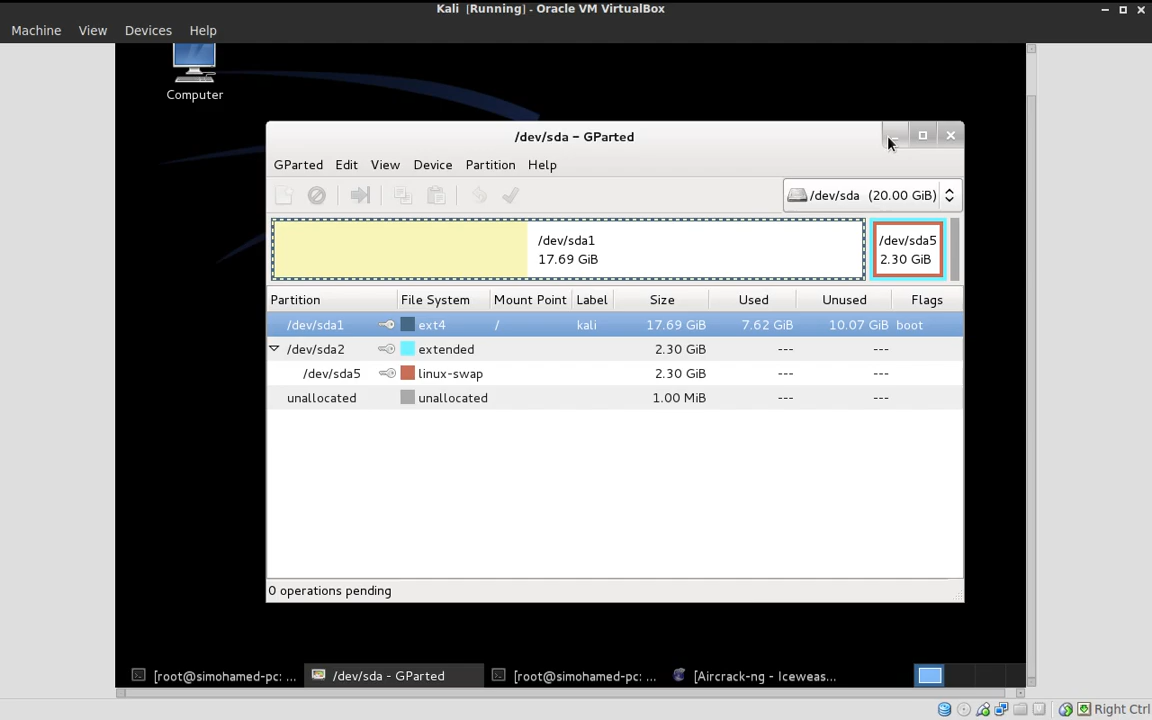 Kali [Running] - Oracle VM VirtualBox
Machine View Devices Help
Computer
/dev/sda - GParted
GParted Edit View Device Partition Help
/dev/sda (20.00 GiB)
/dev/sda1
17.69 GiB
/dev/sda5
2.30 GiB
Partition File System Mount Point Label Size Used Unused Flags
/dev/sda1 ext4 / kali 17.69 GiB 7.62 GiB 10.07 GiB boot
/dev/sda2 extended 2.30 GiB --- ---
/dev/sda5 linux-swap 2.30 GiB --- ---
unallocated unallocated 1.00 MiB --- ---
0 operations pending
[root@simohamed-pc: ... /dev/sda - GParted [root@simohamed-pc: ... [Aircrack-ng - Iceweas...
Right Ctrl